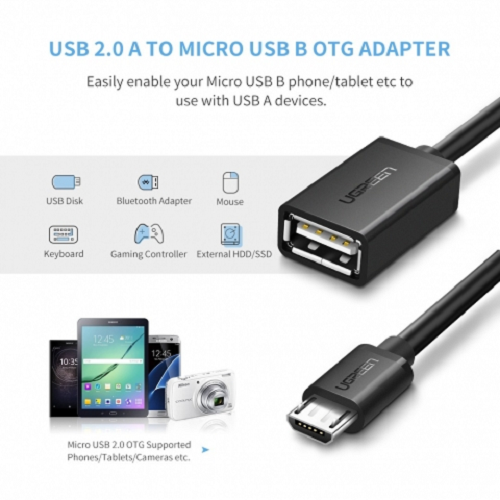 USB 2.0 A TO MICRO USB B OTG ADAPTER
Easily enable your Micro USB B phone/tablet etc to
use with USB A devices.
UGREEN
USB Disk
Bluetooth Adapter
Mouse
Keyboard
Gaming Controller
External HDD/SSD
10:35
12:45
UGREEN
Micro USB 2.0 OTG Supported
Phones/Tablets/Cameras etc.